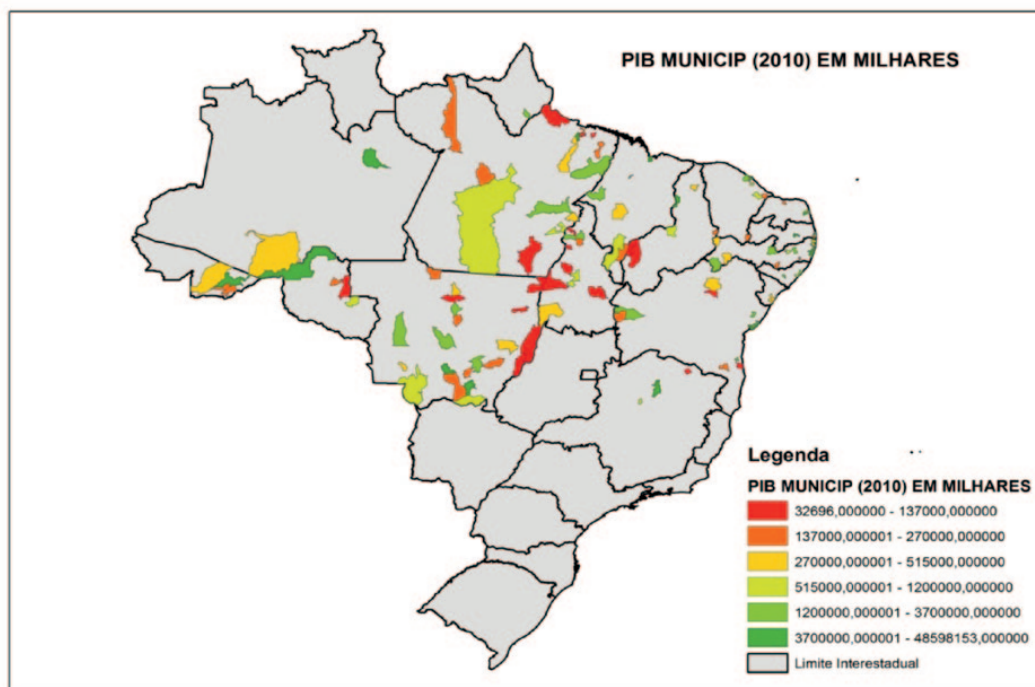 PIB MUNICIP (2010) EM MILHARES
Legenda
PIB MUNICIP (2010) EM MILHARES
32696,000000 - 137000,000000
137000,000001 - 270000,000000
270000,000001 - 515000,000000
515000,000001 - 1200000,000000
1200000,000001 - 3700000,000000
3700000,000001 - 48598153,000000
Limite Interestadual